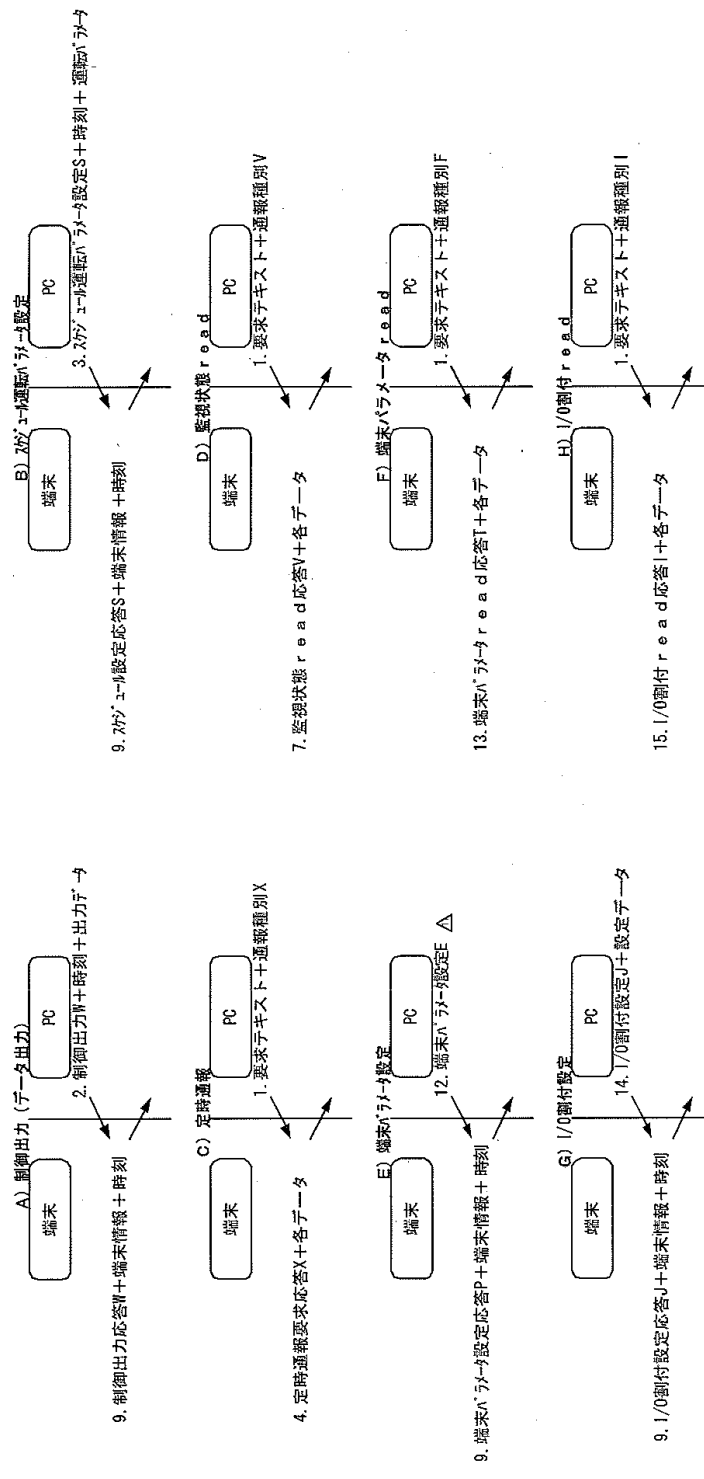 A) 制御出力 (データ出力)
端末
PC
2. 制御出力W+時刻+出力データ
9. 制御出力応答W+端末情報+時刻
B) スケジュール運転パラメータ設定
端末
PC
3. スケジュール運転パラメータ設定S+時刻+運転パラメータ
9. スケジュール設定応答S+端末情報+時刻
C) 定時通報
端末
PC
1. 要求テキスト+通報種別X
4. 定時通報要求応答X+各データ
D) 監視状態read
端末
PC
1. 要求テキスト+通報種別V
7. 監視状態read応答V+各データ
E) 端末パラメータ設定
端末
PC
12. 端末パラメータ設定E
9. 端末パラメータ設定応答P+端末情報+時刻
F) 端末パラメータread
端末
PC
1. 要求テキスト+通報種別F
13. 端末パラメータread応答T+各データ
G) I/O割付設定
端末
PC
14. I/O割付設定J+設定データ
9. I/O割付設定応答J+端末情報+時刻
H) I/O割付read
端末
PC
1. 要求テキスト+通報種別I
15. I/O割付read応答I+各データ